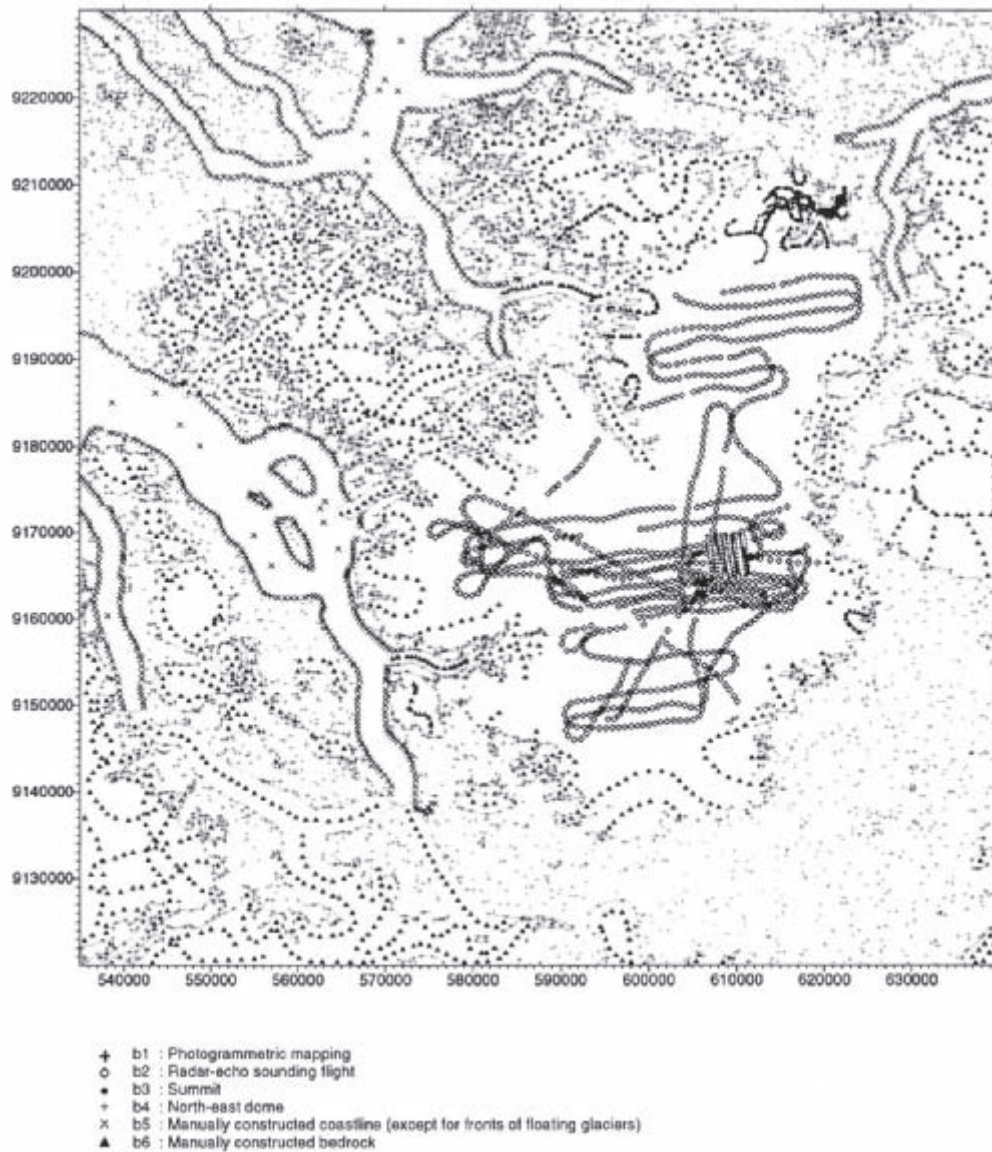 9220000
9210000
9200000
9190000
9180000
9170000
9160000
9150000
9140000
9130000
540000 550000 560000 570000 580000 590000 600000 610000 620000 630000
b1 : Photogrammetric mapping
b2 : Radar-echo sounding flight
b3 : Summit
b4 : North-east dome
b5 : Manually constructed coastline (except for fronts of floating glaciers)
b6 : Manually constructed bedrock